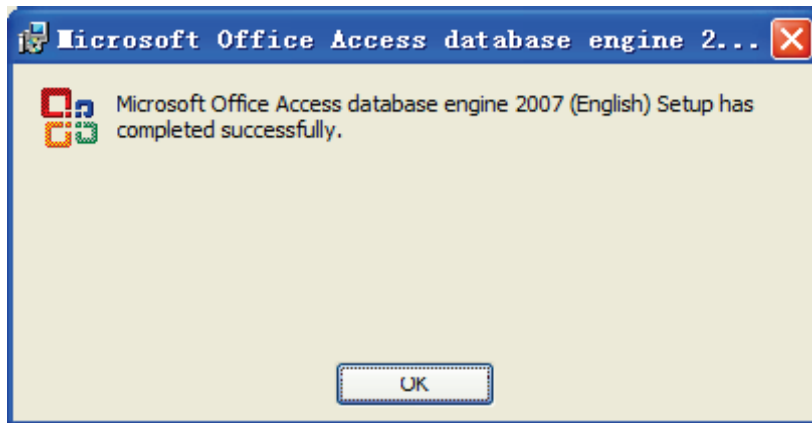 Microsoft Office Access database engine 2...
Microsoft Office Access database engine 2007 (English) Setup has
completed successfully.
OK